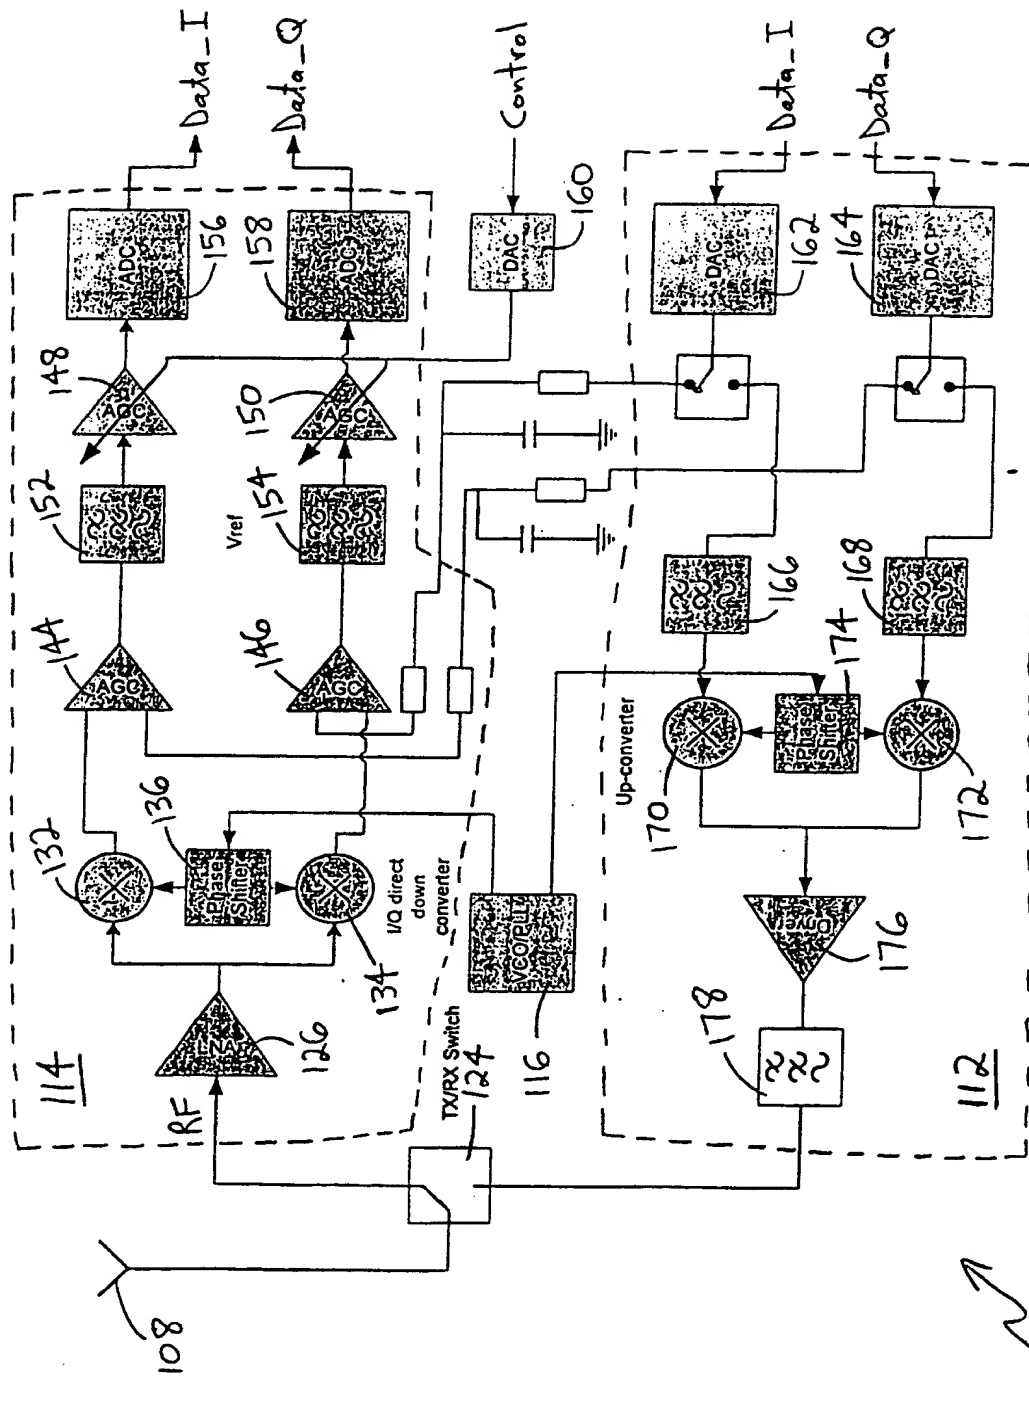 108
RF
114
TX/RX Switch
124
126
132
Phase
Shifter
136
134
I/Q direct
down
converter
144
AGC
146
AGC
152
Vref
154
148
AGC
150
AGC
ADC
156
158
ADC
Data_I
Data_Q
Control
DAC
160
VCO/PLL
116
Up-converter
170
Phase
Shifter
174
172
166
168
DAC
162
164
DAC
Data_I
Data_Q
176
178
112